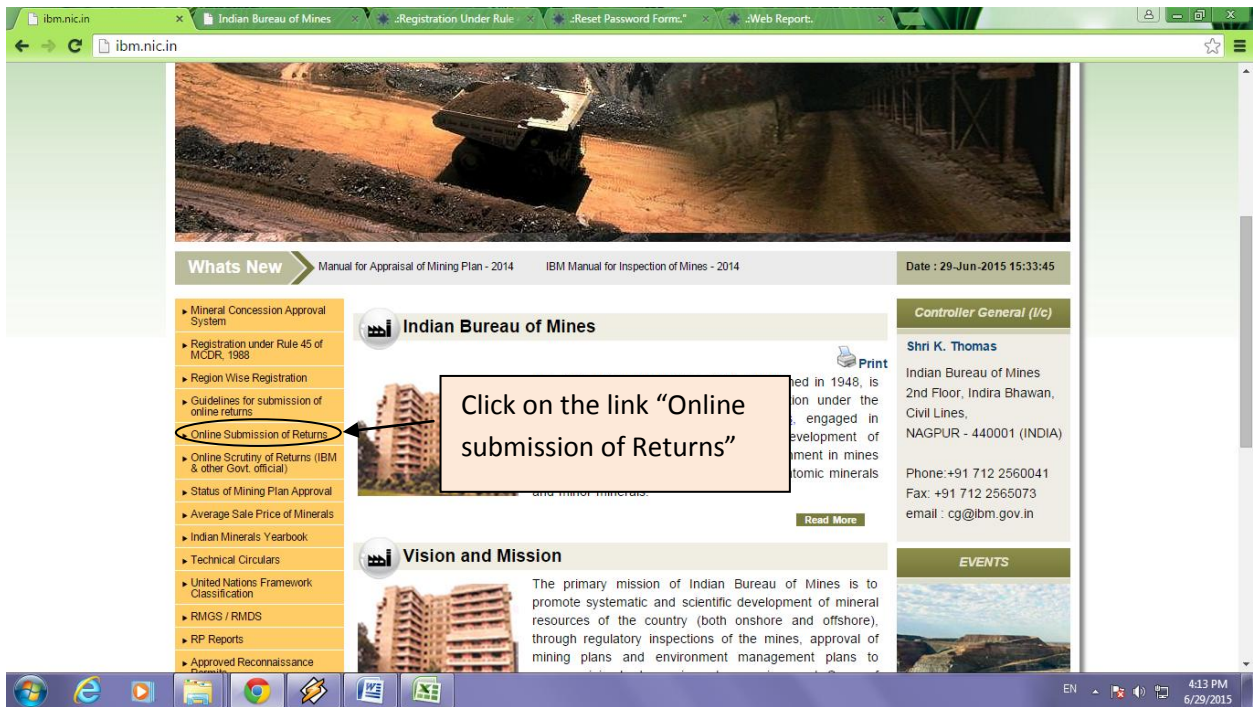 ibm.nic.in
Indian Bureau of Mines
.:Registration Under Rule
.:Reset Password Form:."
.:Web Report:.
ibm.nic.in
Whats New
Manual for Appraisal of Mining Plan - 2014
IBM Manual for Inspection of Mines - 2014
Date : 29-Jun-2015 15:33:45
Mineral Concession Approval
System
Registration under Rule 45 of
MCDR, 1988
Region Wise Registration
Guidelines for submission of
online returns
Online Submission of Returns
Online Scrutiny of Returns (IBM
& other Govt. official)
Status of Mining Plan Approval
Average Sale Price of Minerals
Indian Minerals Yearbook
Technical Circulars
United Nations Framework
Classification
RMGS / RMDS
RP Reports
Approved Reconnaissance
Permits
Indian Bureau of Mines
Print
ned in 1948, is
tion under the
s, engaged in
evelopment of
nment in mines
tomic minerals
and minor minerals.
Click on the link “Online
submission of Returns”
Read More
Vision and Mission
The primary mission of Indian Bureau of Mines is to
promote systematic and scientific development of mineral
resources of the country (both onshore and offshore),
through regulatory inspections of the mines, approval of
mining plans and environment management plans to
Controller General (I/c)
Shri K. Thomas
Indian Bureau of Mines
2nd Floor, Indira Bhawan,
Civil Lines,
NAGPUR - 440001 (INDIA)
Phone:+91 712 2560041
Fax: +91 712 2565073
email : cg@ibm.gov.in
EVENTS
EN
4:13 PM
6/29/2015